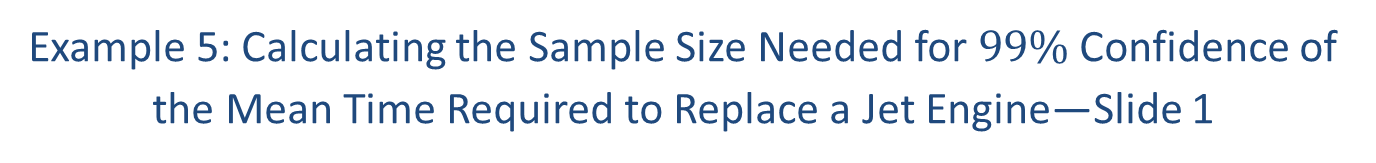 Example 5: Calculating the Sample Size Needed for 99% Confidence of
the Mean Time Required to Replace a Jet Engine—Slide 1